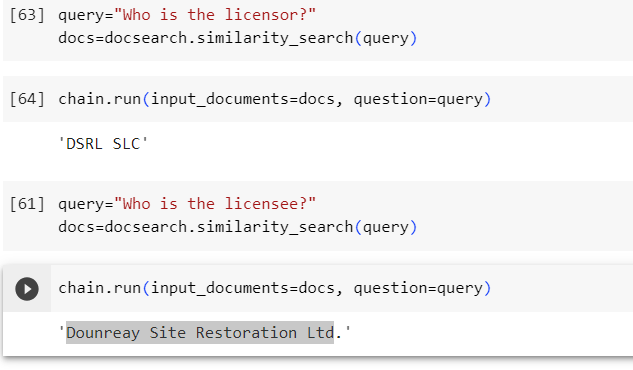 [63] query="Who is the licensor?"
docs=docsearch.similarity_search(query)
[64] chain.run(input_documents=docs, question=query)
'DSRL SLC'
[61] query="Who is the licensee?"
docs=docsearch.similarity_search(query)
chain.run(input_documents=docs, question=query)
'Dounreay Site Restoration Ltd.'